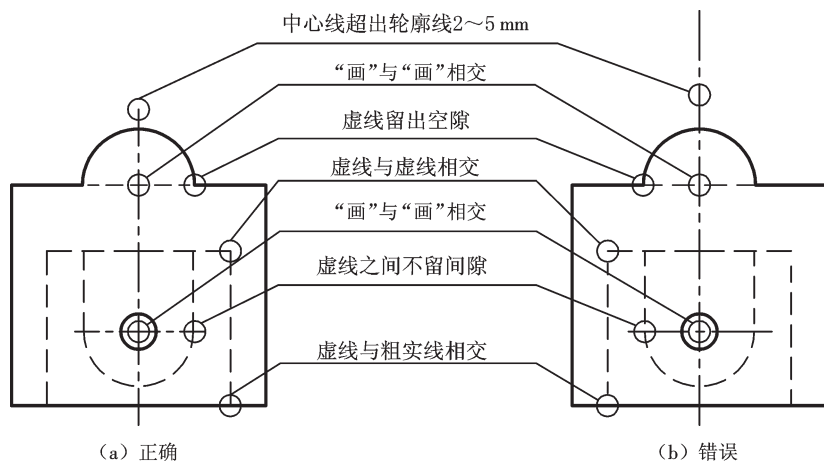 中心线超出轮廓线2～5 mm
“画”与“画”相交
虚线留出空隙
虚线与虚线相交
“画”与“画”相交
虚线之间不留间隙
虚线与粗实线相交
（a）正确
（b）错误